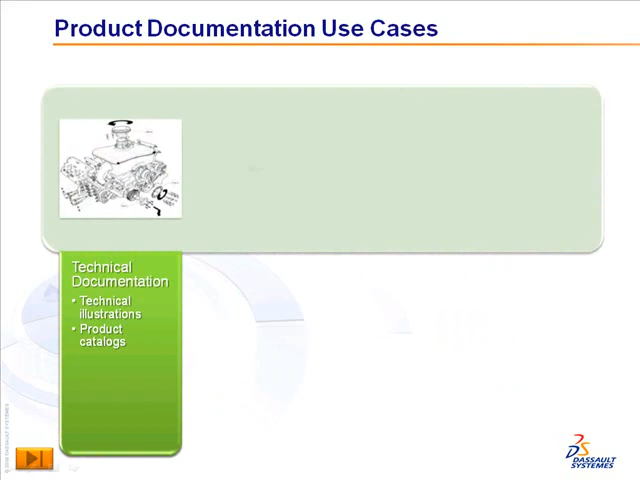 Product Documentation Use Cases
Technical
Documentation
• Technical
illustrations
• Product
catalogs
DASSAULT
SYSTEMES